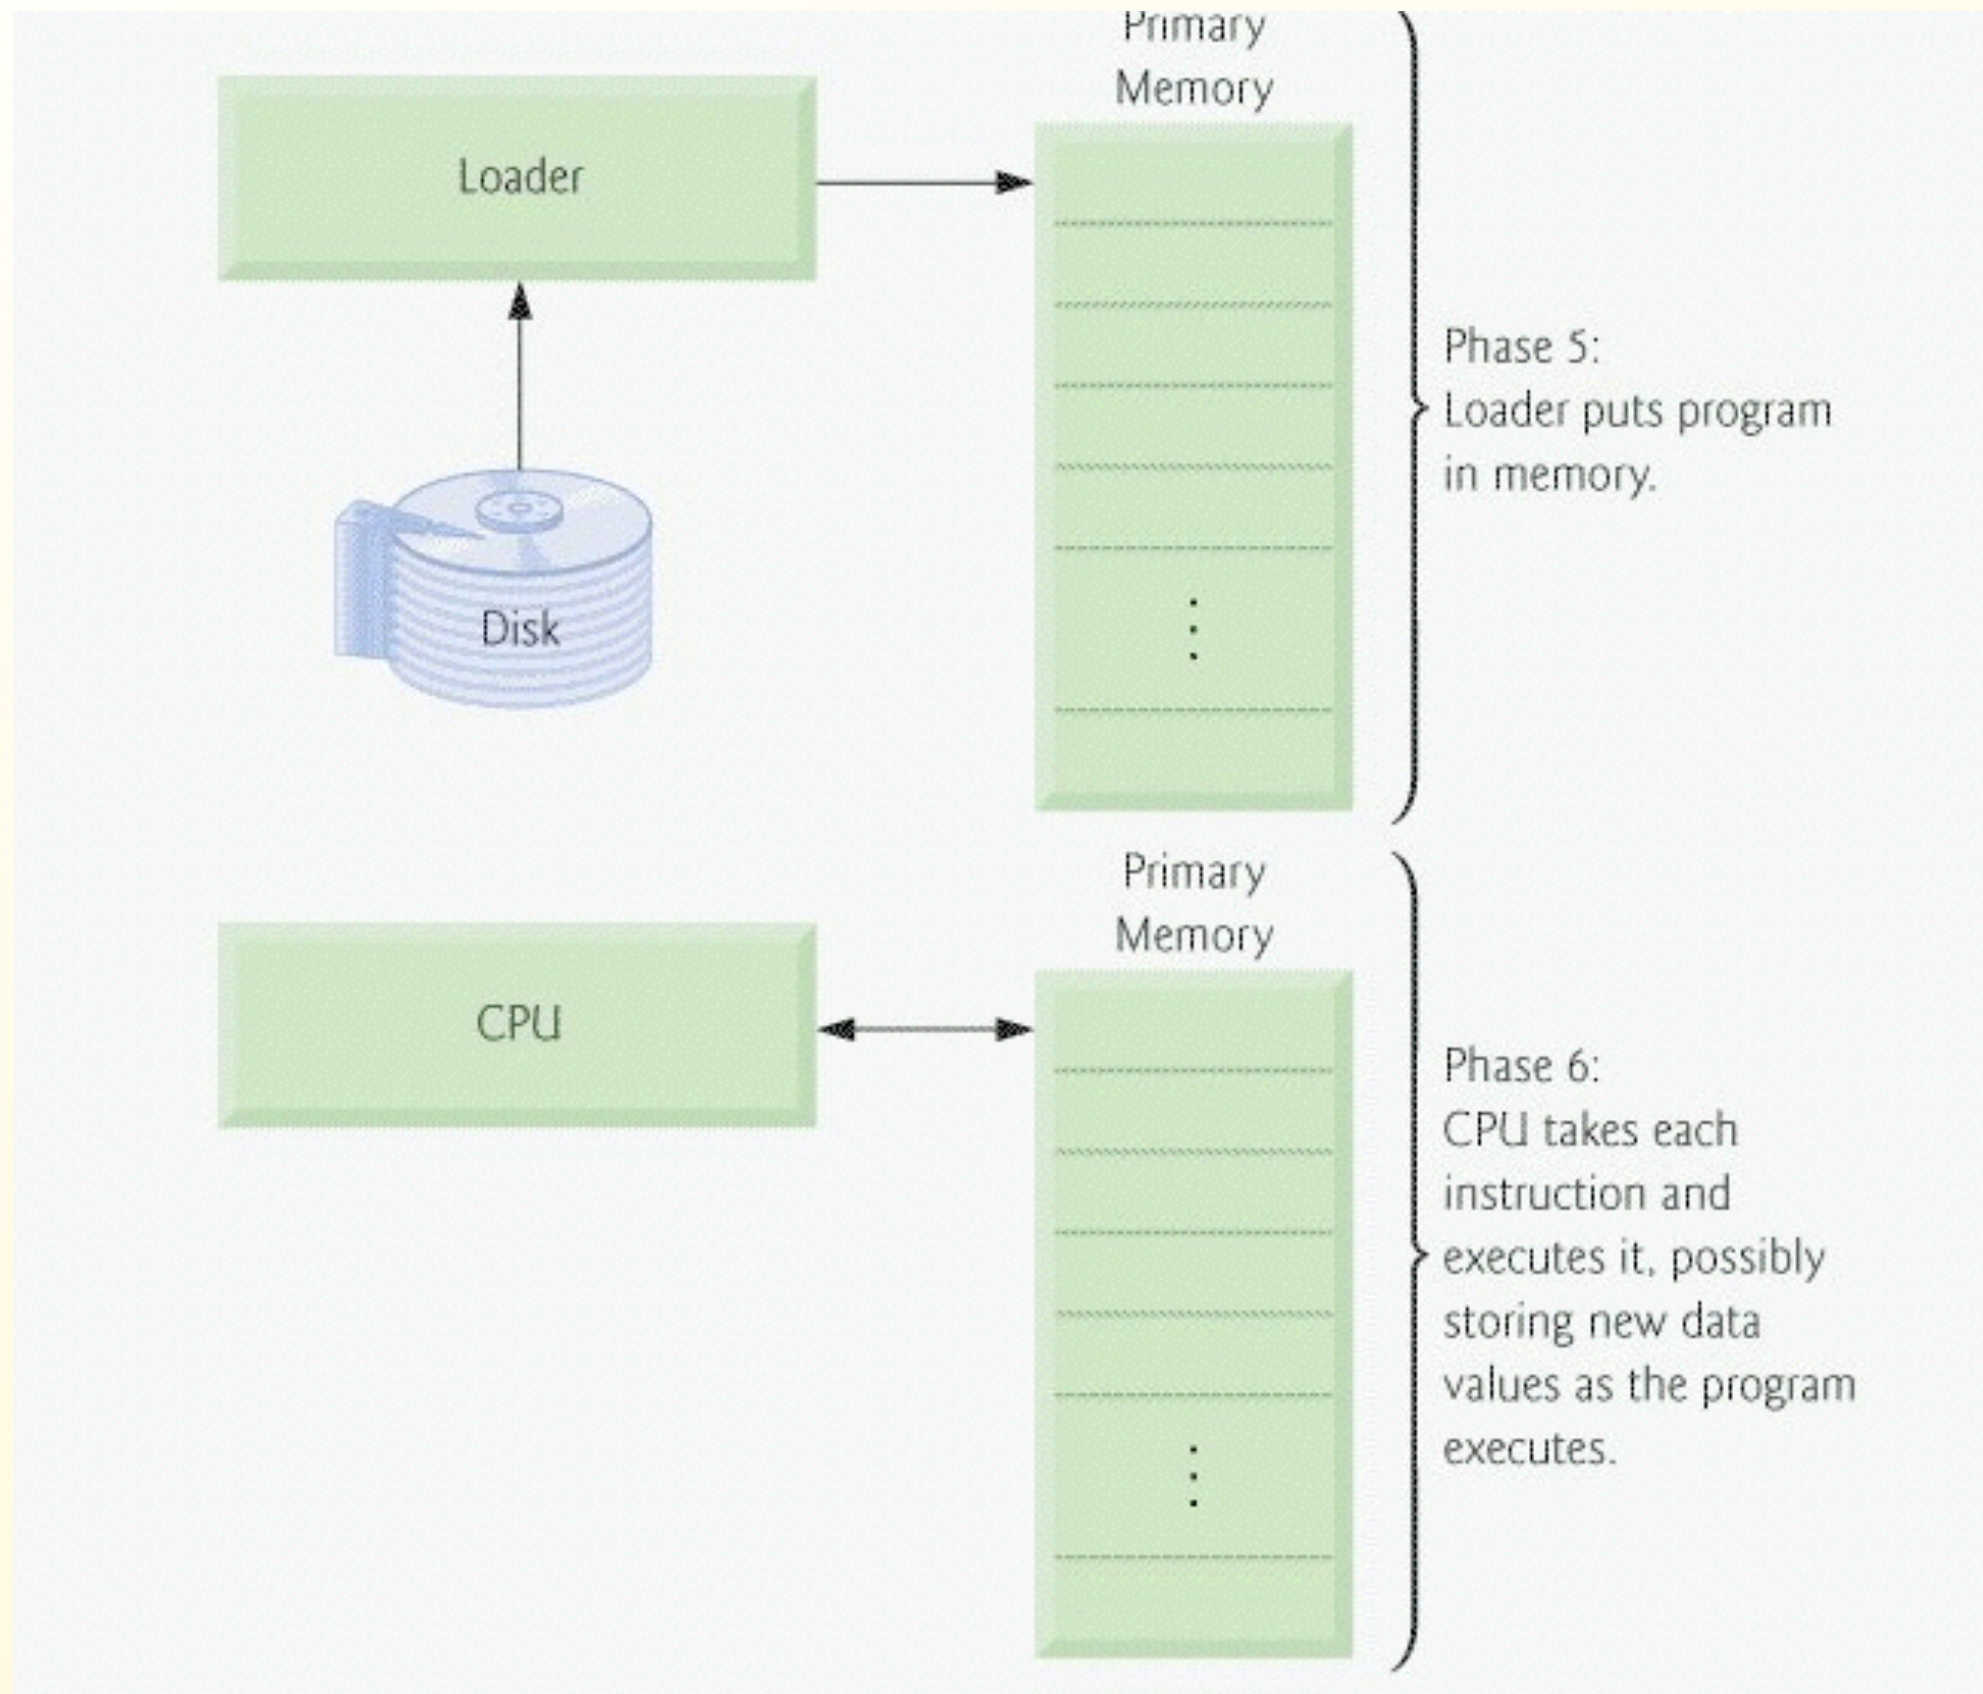 Primary
Memory
Loader
Phase 5:
Loader puts program
in memory.
Disk
Primary
Memory
CPU
Phase 6:
CPU takes each
instruction and
executes it, possibly
storing new data
values as the program
executes.